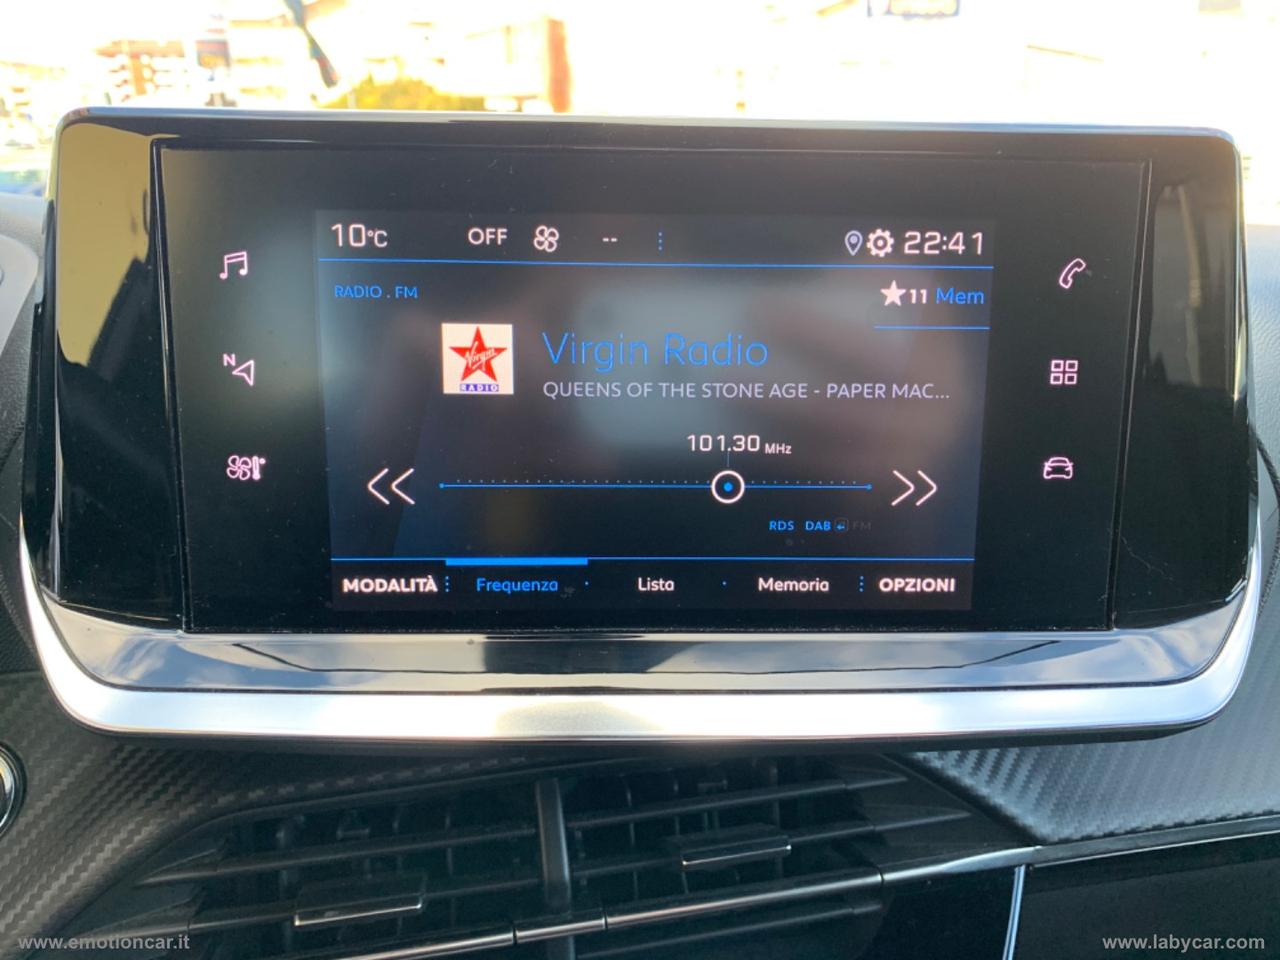 10°C OFF -- 22:41
RADIO . FM
11 Mem
Virgin
RADIO
Virgin Radio
QUEENS OF THE STONE AGE - PAPER MAC...
N
101.30 MHz
RDS DAB FM
MODALITÀ Frequenza Lista Memoria OPZIONI
www.emotioncar.it
www.labycar.com